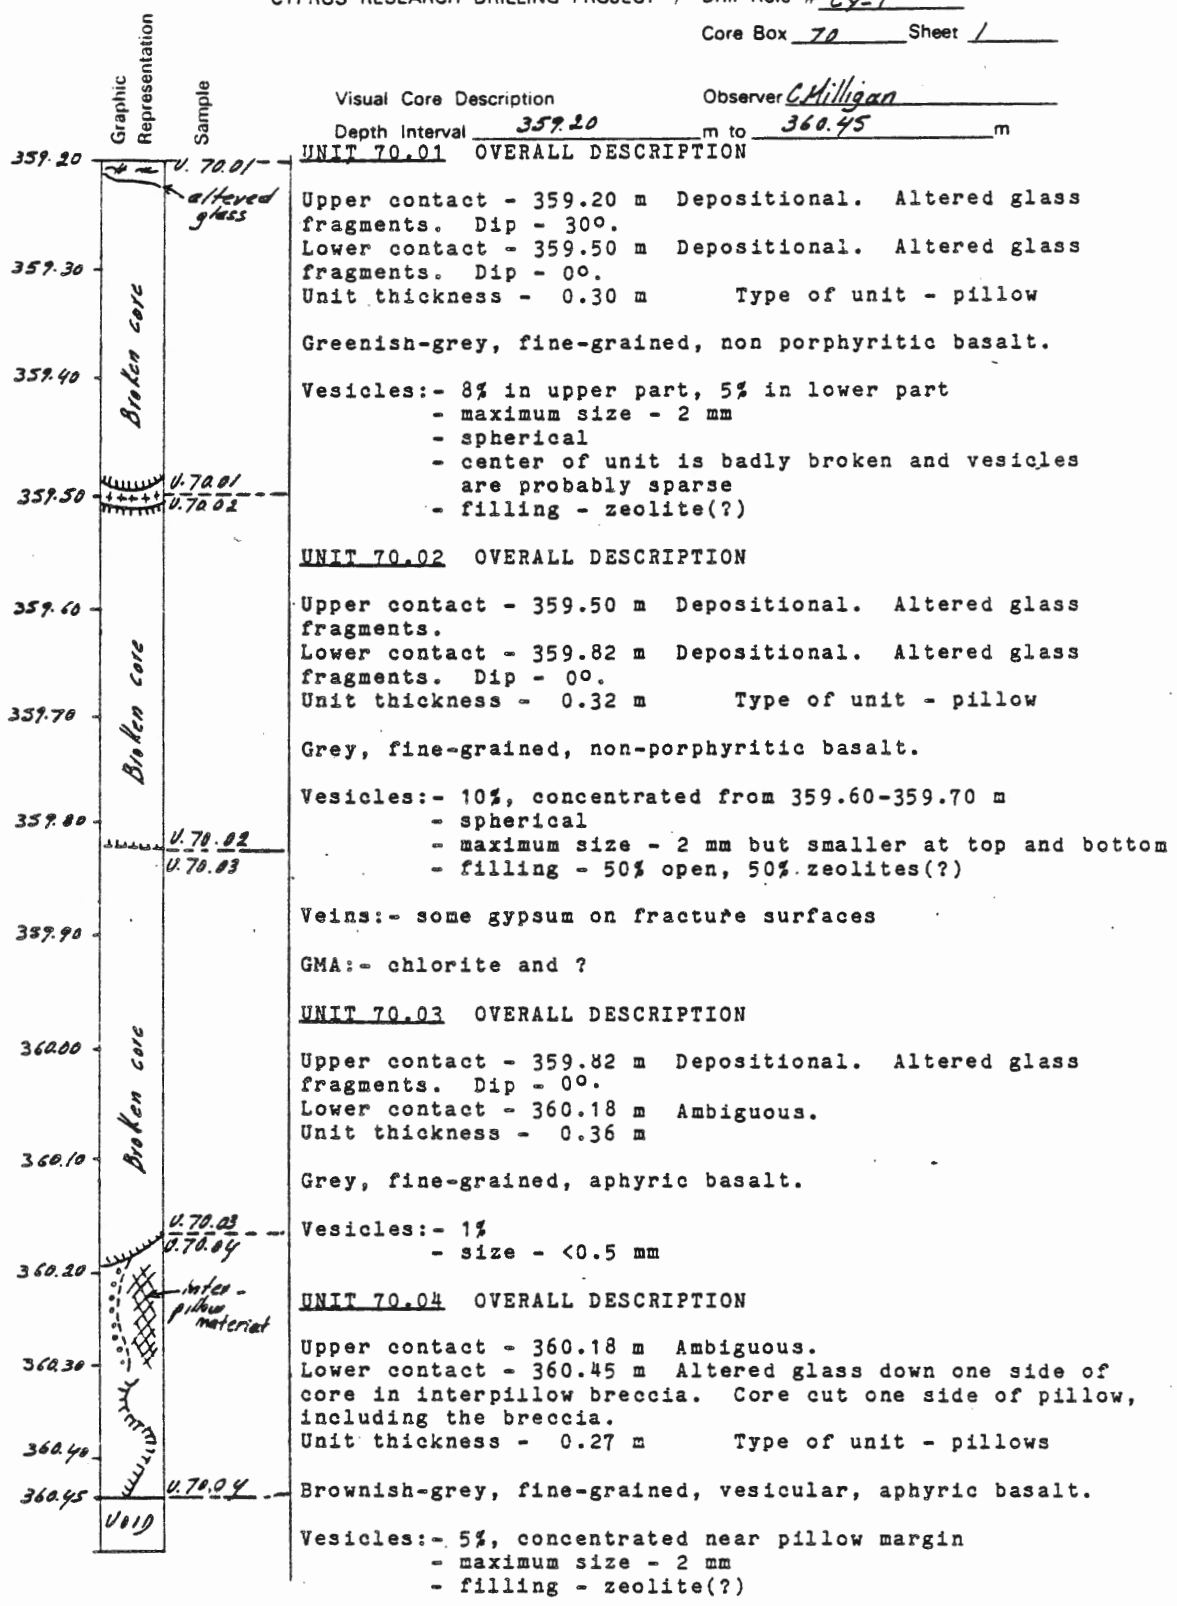 CYPRUS RESEARCH DRILLING PROJECT / Drill Hole # CY-1
Core Box 70 Sheet 1
Graphic
Representation
Sample
Visual Core Description Observer C Milligan
Depth Interval 359.20 m to 360.45 m
359.20
U. 70.01
altered
glass
359.30
Broken core
359.40
U.70.01
359.50
U.70.02
359.60
Broken core
359.70
359.80
U.70.02
U.70.03
359.90
360.00
Broken core
360.10
U.70.03
U.70.04
360.20
inter-
pillow
material
360.30
360.40
360.45
U.70.04
VOID
UNIT 70.01 OVERALL DESCRIPTION
Upper contact - 359.20 m Depositional. Altered glass
fragments. Dip - 30°.
Lower contact - 359.50 m Depositional. Altered glass
fragments. Dip - 0°.
Unit thickness - 0.30 m Type of unit - pillow
Greenish-grey, fine-grained, non porphyritic basalt.
Vesicles:- 8% in upper part, 5% in lower part
- maximum size - 2 mm
- spherical
- center of unit is badly broken and vesicles
are probably sparse
- filling - zeolite(?)
UNIT 70.02 OVERALL DESCRIPTION
Upper contact - 359.50 m Depositional. Altered glass
fragments.
Lower contact - 359.82 m Depositional. Altered glass
fragments. Dip - 0°.
Unit thickness - 0.32 m Type of unit - pillow
Grey, fine-grained, non-porphyritic basalt.
Vesicles:- 10%, concentrated from 359.60-359.70 m
- spherical
- maximum size - 2 mm but smaller at top and bottom
- filling - 50% open, 50% zeolites(?)
Veins:- some gypsum on fracture surfaces
GMA:- chlorite and ?
UNIT 70.03 OVERALL DESCRIPTION
Upper contact - 359.82 m Depositional. Altered glass
fragments. Dip - 0°.
Lower contact - 360.18 m Ambiguous.
Unit thickness - 0.36 m
Grey, fine-grained, aphyric basalt.
Vesicles:- 1%
- size - <0.5 mm
UNIT 70.04 OVERALL DESCRIPTION
Upper contact - 360.18 m Ambiguous.
Lower contact - 360.45 m Altered glass down one side of
core in interpillow breccia. Core cut one side of pillow,
including the breccia.
Unit thickness - 0.27 m Type of unit - pillows
Brownish-grey, fine-grained, vesicular, aphyric basalt.
Vesicles:- 5%, concentrated near pillow margin
- maximum size - 2 mm
- filling - zeolite(?)